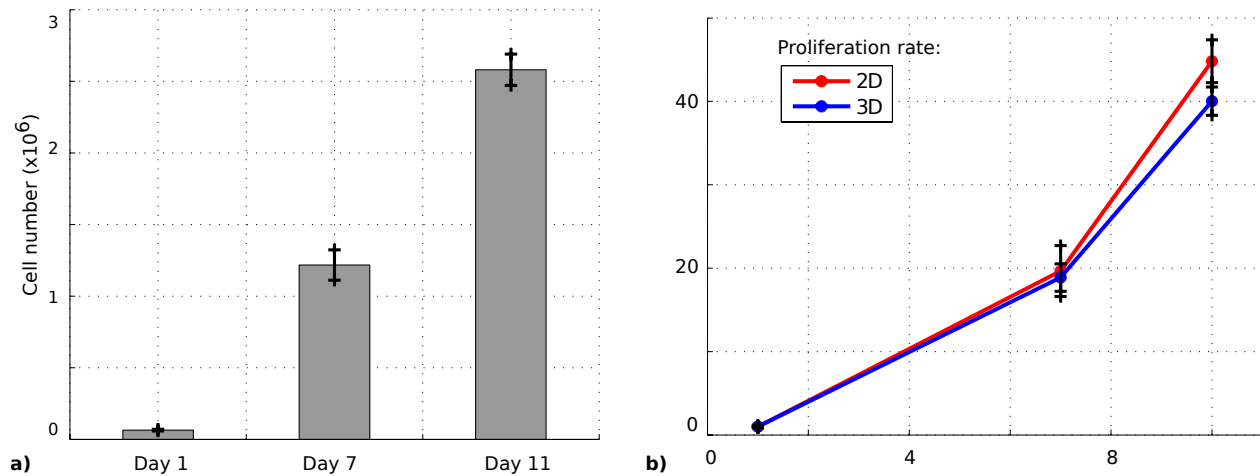 3
2
1
0
Cell number (x10⁶)
Day 1
Day 7
Day 11
a)
Proliferation rate:
2D
3D
40
20
0
0
4
8
b)